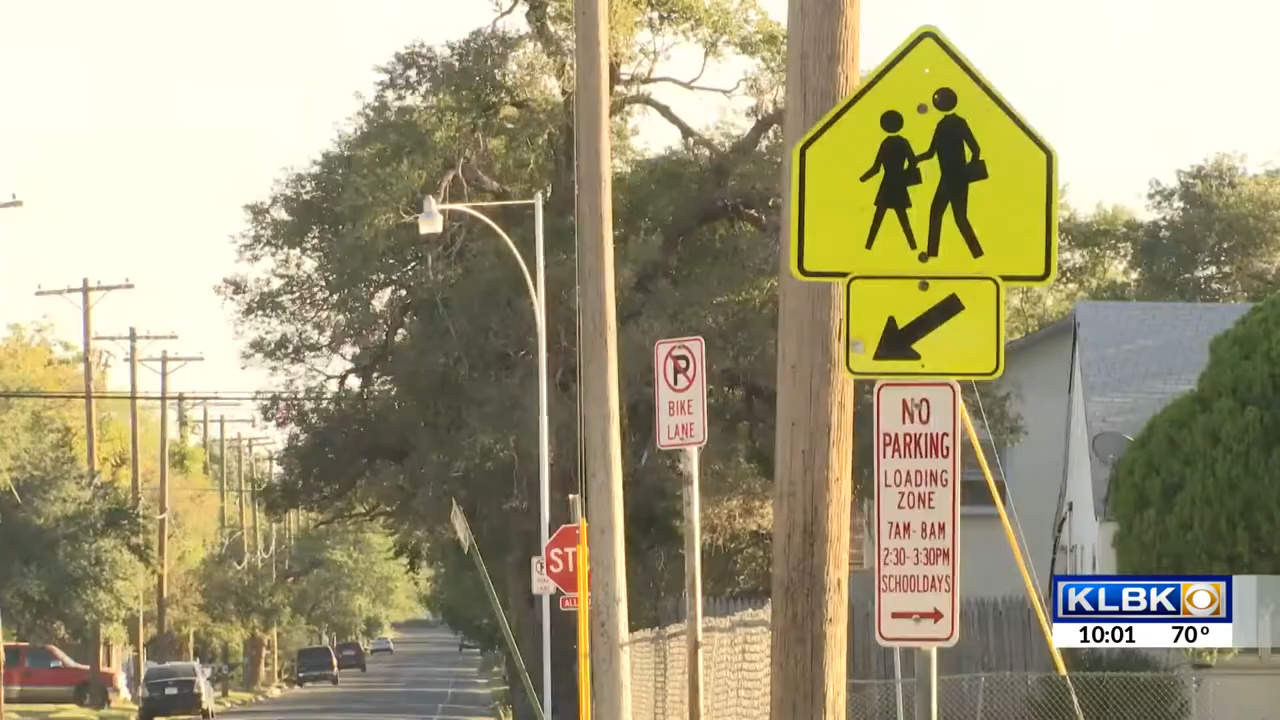 P
BIKE
LANE
NO
PARKING
LOADING
ZONE
7AM-8AM
2:30-3:30PM
SCHOOLDAYS
KLBK
10:01 70°